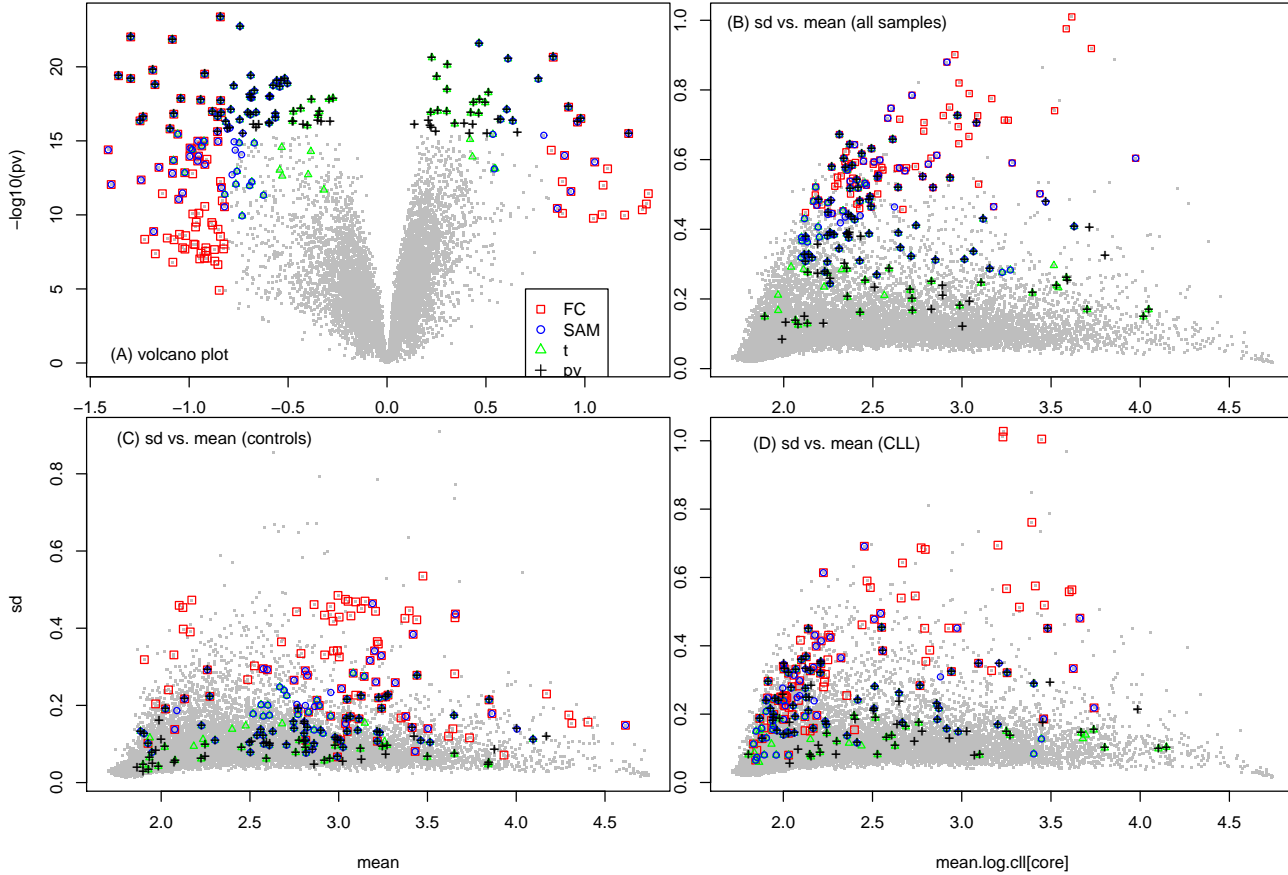 20
15
10
5
0
-log10(pv)
(A) volcano plot
FC
SAM
t
pv
−1.5 −1.0 −0.5 0.0 0.5 1.0
(B) sd vs. mean (all samples)
1.0
0.8
0.6
0.4
0.2
0.0
2.0 2.5 3.0 3.5 4.0 4.5
(C) sd vs. mean (controls)
0.8
0.6
0.4
0.2
0.0
sd
2.0 2.5 3.0 3.5 4.0 4.5
mean
(D) sd vs. mean (CLL)
1.0
0.8
0.6
0.4
0.2
0.0
2.0 2.5 3.0 3.5 4.0 4.5
mean.log.cll[core]